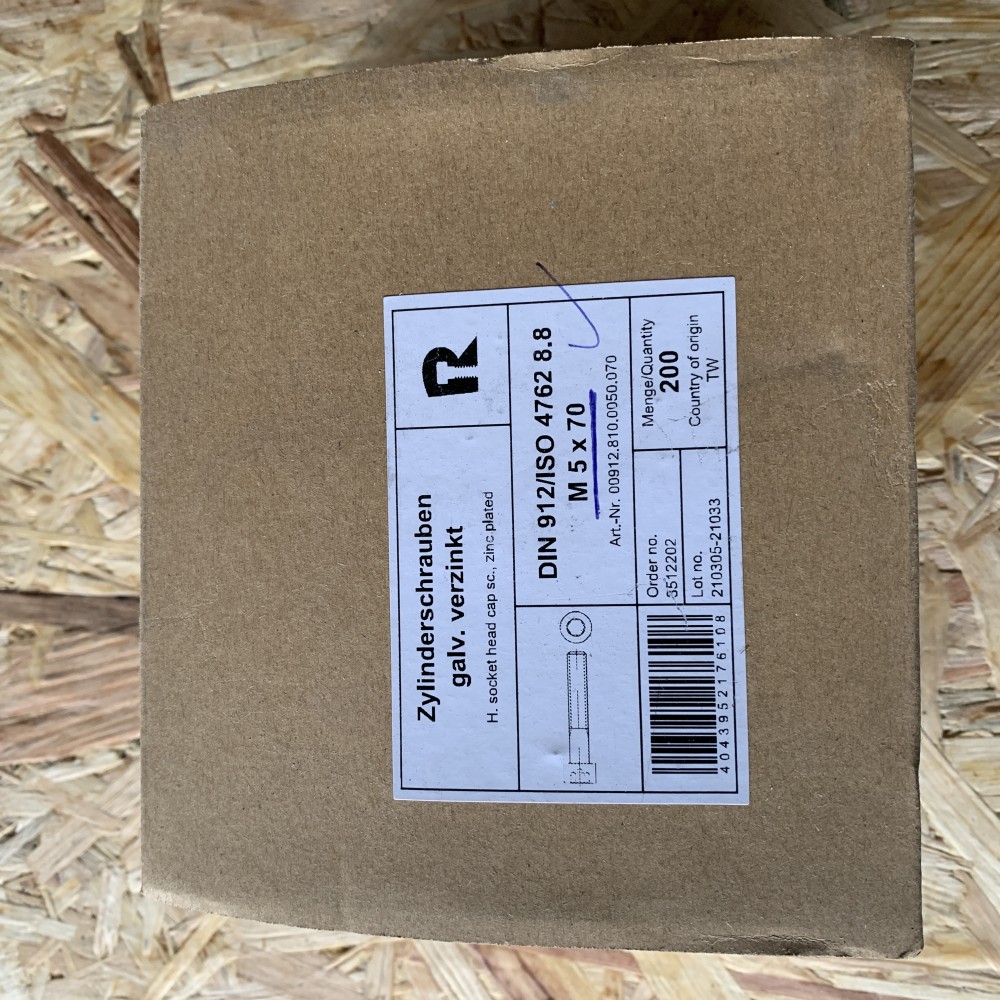 Zylinderschrauben
galv. verzinkt
H. socket head cap sc., zinc plated
R
DIN 912/ISO 4762 8.8
M 5 x 70
Art.-Nr. 00912.810.0050.070
4043952176108
Order no.
3512202
Lot no.
210305-21033
Menge/Quantity
200
Country of origin
TW